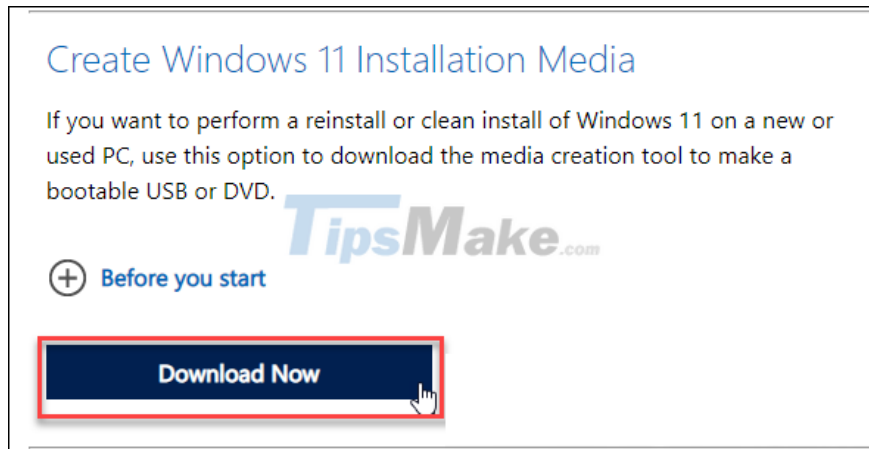 Create Windows 11 Installation Media
If you want to perform a reinstall or clean install of Windows 11 on a new or
used PC, use this option to download the media creation tool to make a
bootable USB or DVD.
TipsMake.com
Before you start
Download Now